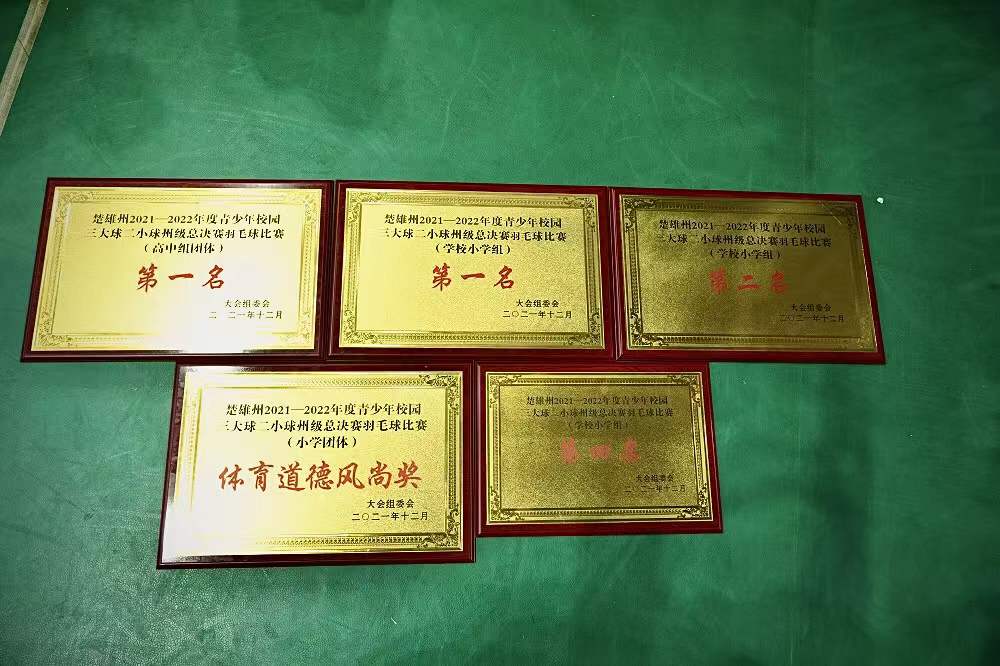 楚雄州2021—2022年度青少年校园
三大球二小球州级总决赛羽毛球比赛
（高中组团体）
第一名
大会组委会
二〇二一年十二月
楚雄州2021—2022年度青少年校园
三大球二小球州级总决赛羽毛球比赛
（学校小学组）
第一名
大会组委会
二〇二一年十二月
楚雄州2021—2022年度青少年校园
三大球二小球州级总决赛羽毛球比赛
（学校小学组）
第二名
大会组委会
二〇二一年十二月
楚雄州2021—2022年度青少年校园
三大球二小球州级总决赛羽毛球比赛
（小学团体）
体育道德风尚奖
大会组委会
二〇二一年十二月
楚雄州2021—2022年度青少年校园
三大球二小球州级总决赛羽毛球比赛
（学校小学组）
第四名
大会组委会
二〇二一年十二月